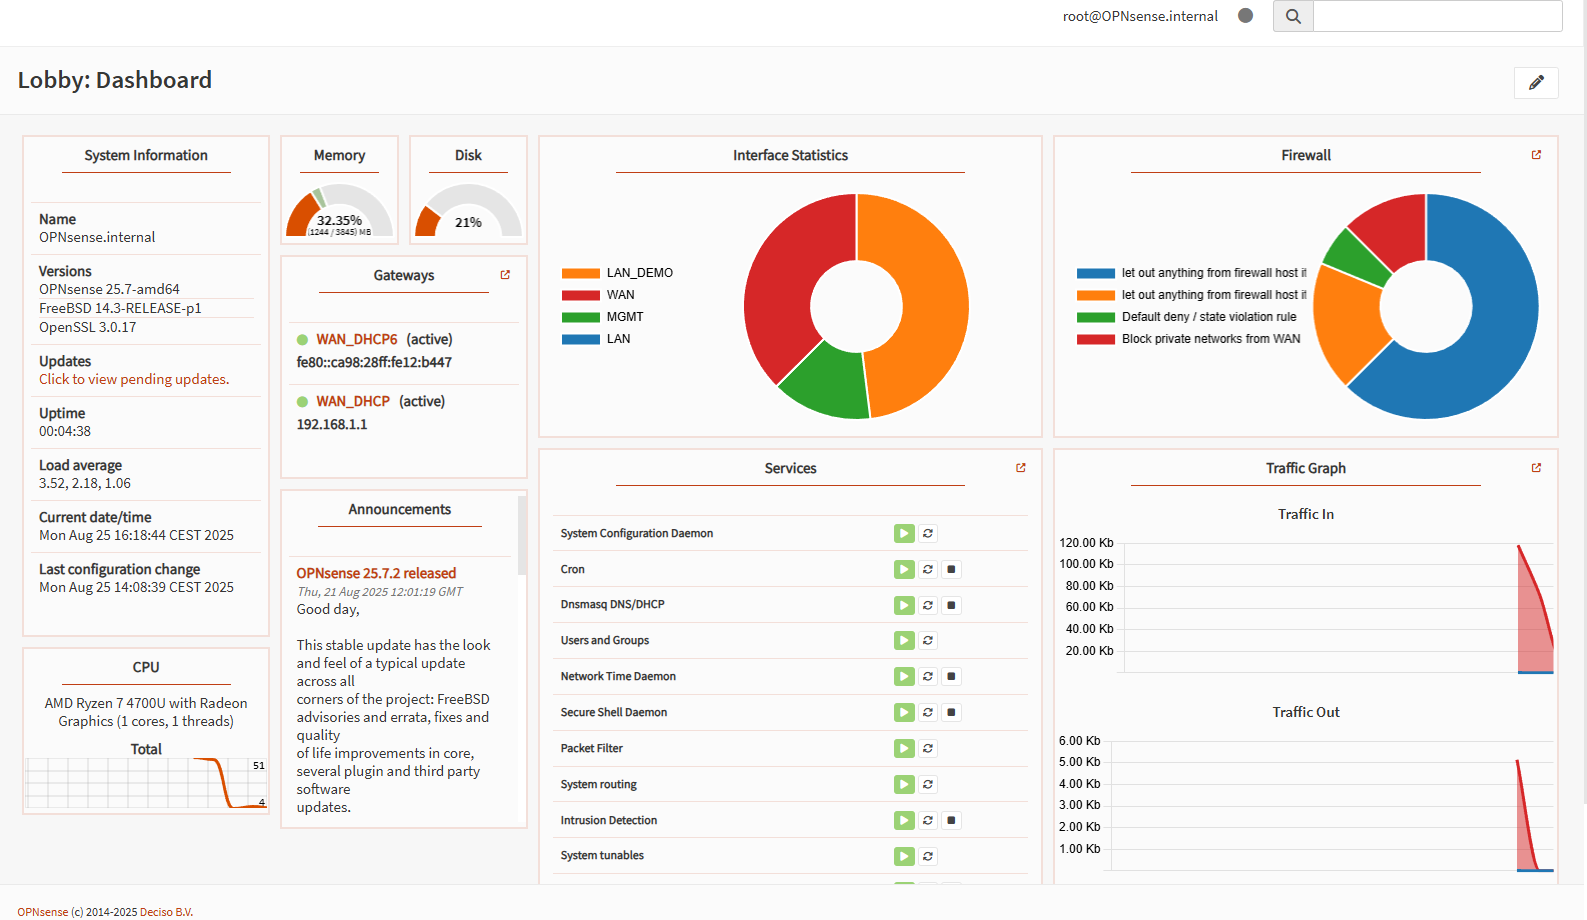 root@OPNsense.internal
Lobby: Dashboard
System Information
Name
OPNsense.internal
Versions
OPNsense 25.7-amd64
FreeBSD 14.3-RELEASE-p1
OpenSSL 3.0.17
Updates
Click to view pending updates.
Uptime
00:04:38
Load average
3.52, 2.18, 1.06
Current date/time
Mon Aug 25 16:18:44 CEST 2025
Last configuration change
Mon Aug 25 14:08:39 CEST 2025
CPU
AMD Ryzen 7 4700U with Radeon
Graphics (1 cores, 1 threads)
Total
51
4
Memory
32.35%
(1244 / 3845) MB
Disk
21%
Gateways
WAN_DHCP6 (active)
fe80::ca98:28ff:fe12:b447
WAN_DHCP (active)
192.168.1.1
Announcements
OPNsense 25.7.2 released
Thu, 21 Aug 2025 12:01:19 GMT
Good day,
This stable update has the look
and feel of a typical update
across all
corners of the project: FreeBSD
advisories and errata, fixes and
quality
of life improvements in core,
several plugin and third party
software
updates.
Interface Statistics
LAN_DEMO
WAN
MGMT
LAN
Services
System Configuration Daemon
Cron
Dnsmasq DNS/DHCP
Users and Groups
Network Time Daemon
Secure Shell Daemon
Packet Filter
System routing
Intrusion Detection
System tunables
Firewall
let out anything from firewall host
let out anything from firewall host
Default deny / state violation rule
Block private networks from WAN
Traffic Graph
Traffic In
120.00 Kb
100.00 Kb
80.00 Kb
60.00 Kb
40.00 Kb
20.00 Kb
Traffic Out
6.00 Kb
5.00 Kb
4.00 Kb
3.00 Kb
2.00 Kb
1.00 Kb
OPNsense (c) 2014-2025 Deciso B.V.